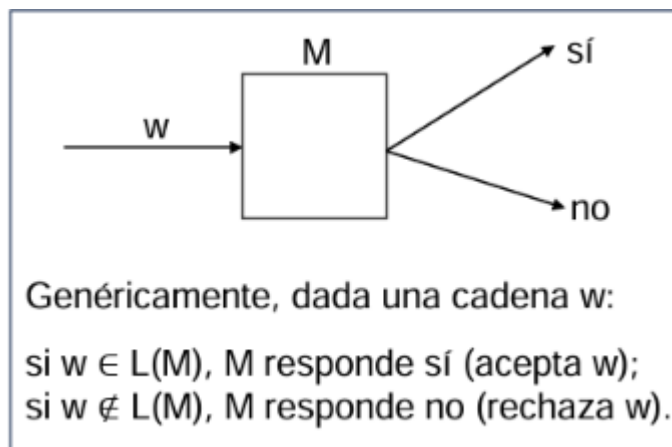 M
sí
w
no
Genéricamente, dada una cadena w:
si w ∈ L(M), M responde sí (acepta w);
si w ∉ L(M), M responde no (rechaza w).